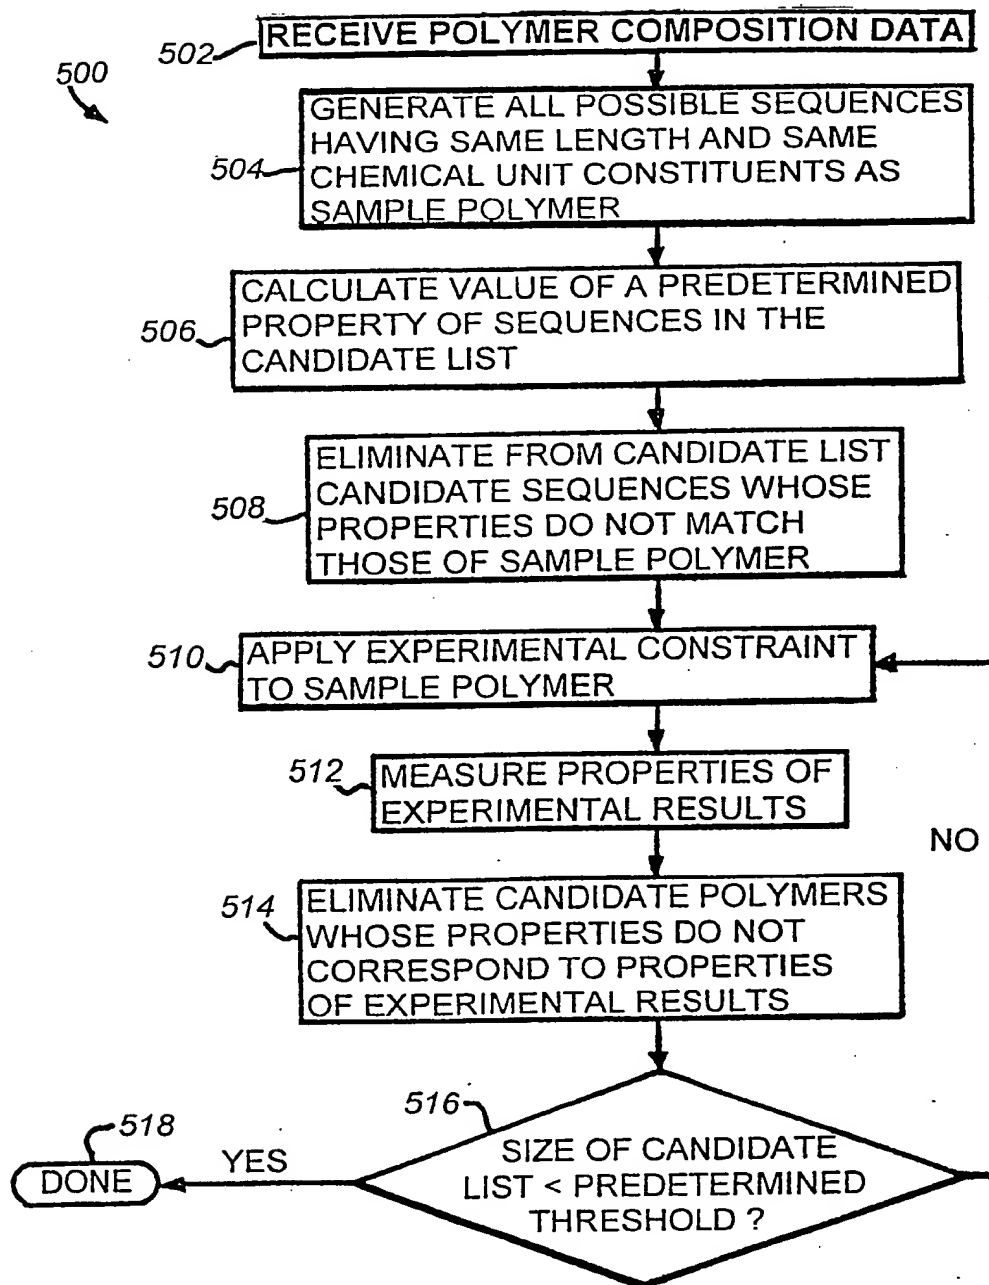 502
RECEIVE POLYMER COMPOSITION DATA
500
504
GENERATE ALL POSSIBLE SEQUENCES
HAVING SAME LENGTH AND SAME
CHEMICAL UNIT CONSTITUENTS AS
SAMPLE POLYMER
506
CALCULATE VALUE OF A PREDETERMINED
PROPERTY OF SEQUENCES IN THE
CANDIDATE LIST
508
ELIMINATE FROM CANDIDATE LIST
CANDIDATE SEQUENCES WHOSE
PROPERTIES DO NOT MATCH
THOSE OF SAMPLE POLYMER
510
APPLY EXPERIMENTAL CONSTRAINT
TO SAMPLE POLYMER
512
MEASURE PROPERTIES OF
EXPERIMENTAL RESULTS
NO
514
ELIMINATE CANDIDATE POLYMERS
WHOSE PROPERTIES DO NOT
CORRESPOND TO PROPERTIES
OF EXPERIMENTAL RESULTS
516
SIZE OF CANDIDATE
LIST < PREDETERMINED
THRESHOLD ?
518
DONE
YES